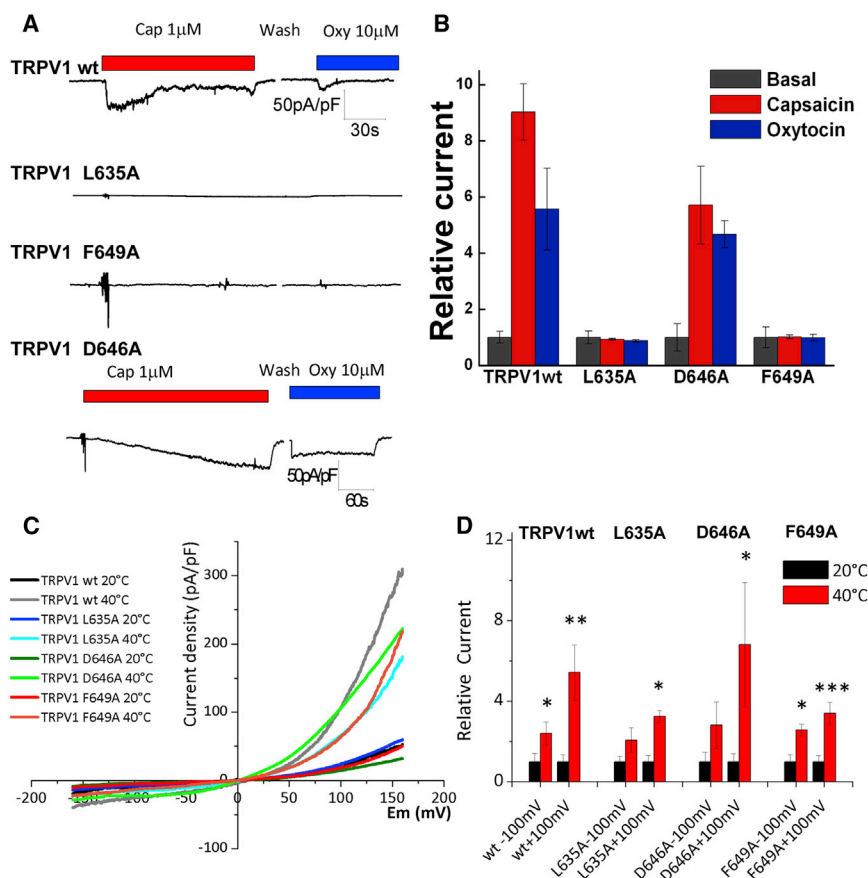 A
Cap 1µM Wash Oxy 10µM
TRPV1 wt
50pA/pF
30s
TRPV1 L635A
TRPV1 F649A
TRPV1 D646A
Cap 1µM Wash Oxy 10µM
50pA/pF
60s
B
Relative current
10
8
6
4
2
0
Basal
Capsaicin
Oxytocin
TRPV1wt L635A D646A F649A
C
TRPV1 wt 20°C
TRPV1 wt 40°C
TRPV1 L635A 20°C
TRPV1 L635A 40°C
TRPV1 D646A 20°C
TRPV1 D646A 40°C
TRPV1 F649A 20°C
TRPV1 F649A 40°C
Current density (pA/pF)
300
200
100
-100
-200 -150 -100 -50 0 50 100 150 200
Em (mV)
D
TRPV1wt L635A D646A F649A
Relative Current
12
8
4
0
20°C
40°C
* ** * * * ***
wt -100mV
wt+100mV
L635A-100mV
L635A+100mV
D646A-100mV
D646A+100mV
F649A-100mV
F649A+100mV